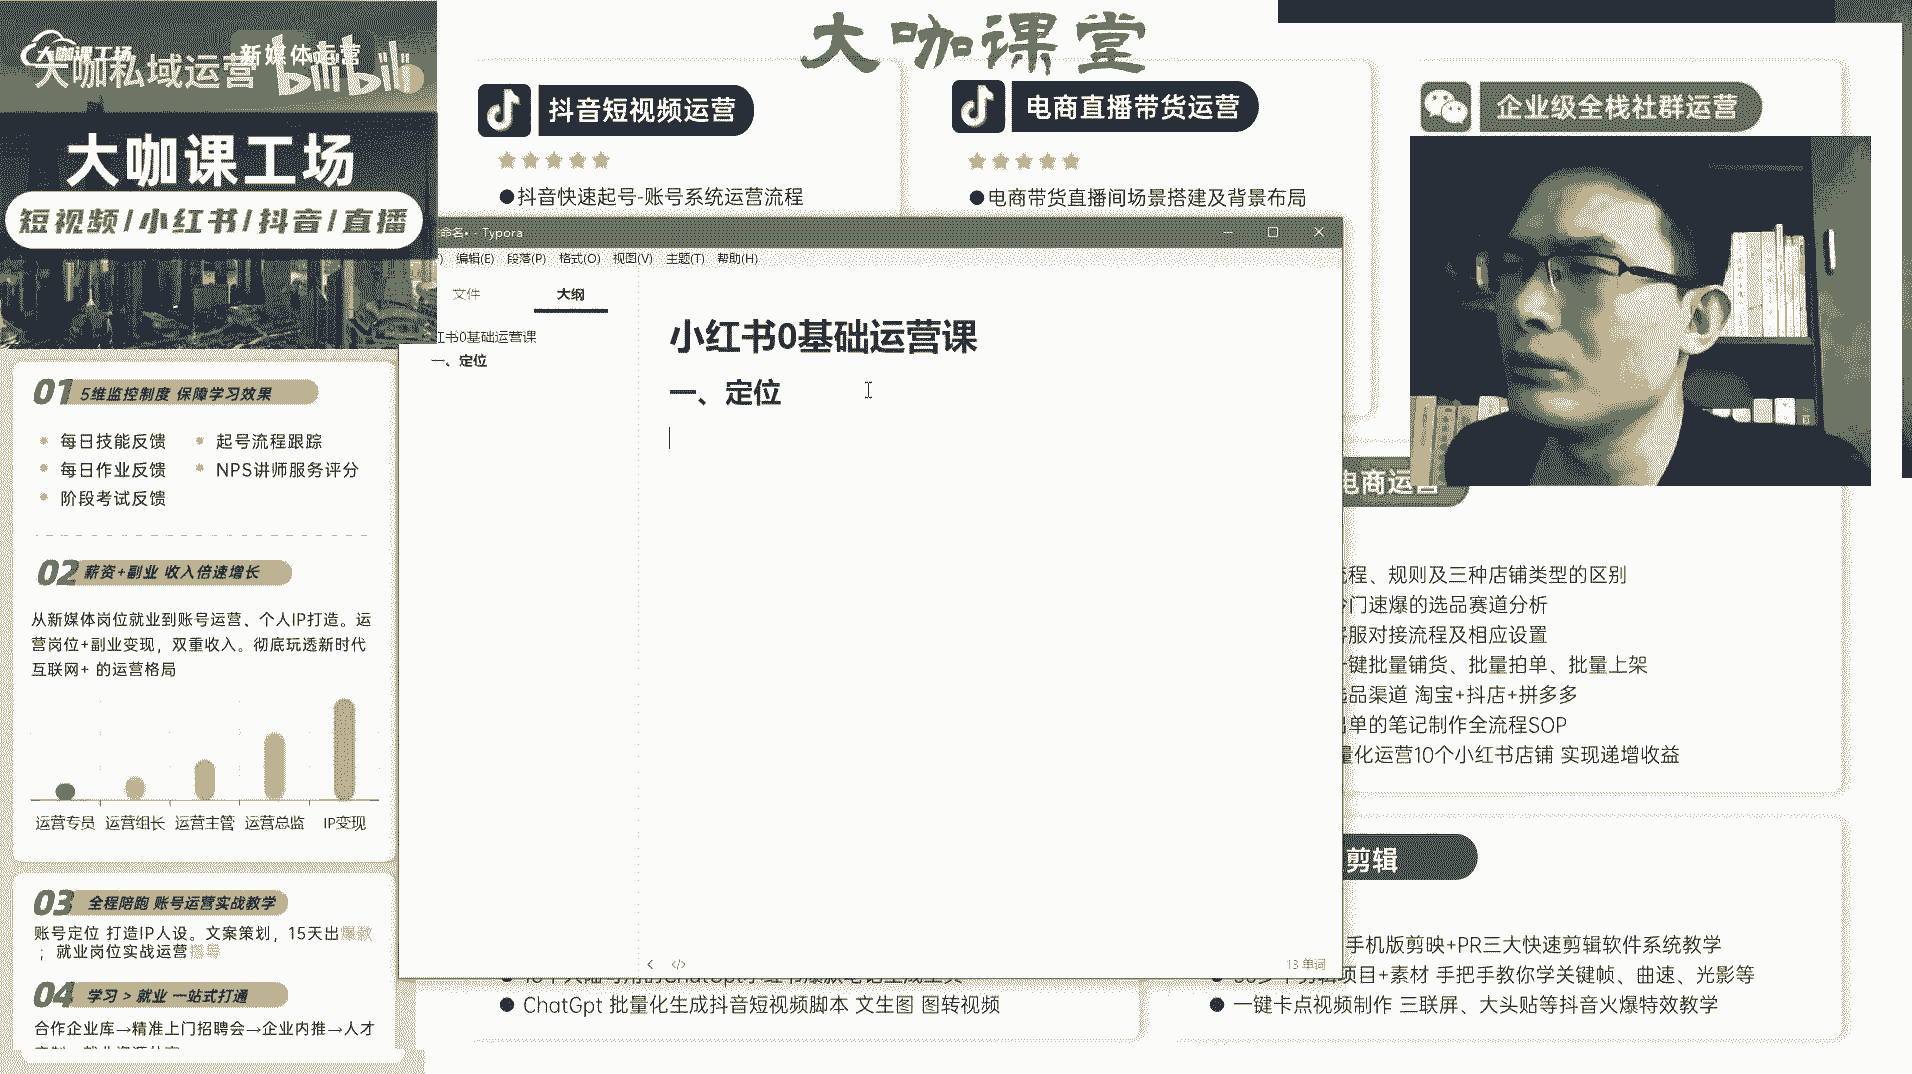 大咖课堂
大咖课工场
大咖私域运营
新媒体运营
bilibili
大咖课工场
短视频/小红书/抖音/直播
抖音短视频运营
●抖音快速起号-账号系统运营流程
电商直播带货运营
●电商带货直播间场景搭建及背景布局
企业级全栈社群运营
- Typora
编辑(E) 段落(P) 格式(O) 视图(V) 主题(T) 帮助(H)
文件 大纲
红书0基础运营课
一、定位
小红书0基础运营课
一、定位
13 单词
01 5维监控制度 保障学习效果
每日技能反馈 起号流程跟踪
每日作业反馈 NPS讲师服务评分
阶段考试反馈
02 薪资+副业 收入倍速增长
从新媒体岗位就业到账号运营、个人IP打造。运
营岗位+副业变现，双重收入。彻底玩透新时代
互联网+ 的运营格局
运营专员 运营组长 运营主管 运营总监 IP变现
03 全程陪跑 账号运营实战教学
账号定位 打造IP人设。文案策划，15天出爆款
；就业岗位实战运营指导
04 学习 > 就业 一站式打通
合作企业库→精准上门招聘会→企业内推→人才
电商运营
流程、规则及三种店铺类型的区别
冷门速爆的选品赛道分析
客服对接流程及相应设置
一键批量铺货、批量拍单、批量上架
选品渠道 淘宝+抖店+拼多多
出单的笔记制作全流程SOP
量化运营10个小红书店铺 实现递增收益
剪辑
手机版剪映+PR三大快速剪辑软件系统教学
项目+素材 手把手教你学关键帧、曲速、光影等
● 一键卡点视频制作 三联屏、大头贴等抖音火爆特效教学
● ChatGpt 批量化生成抖音短视频脚本 文生图 图转视频